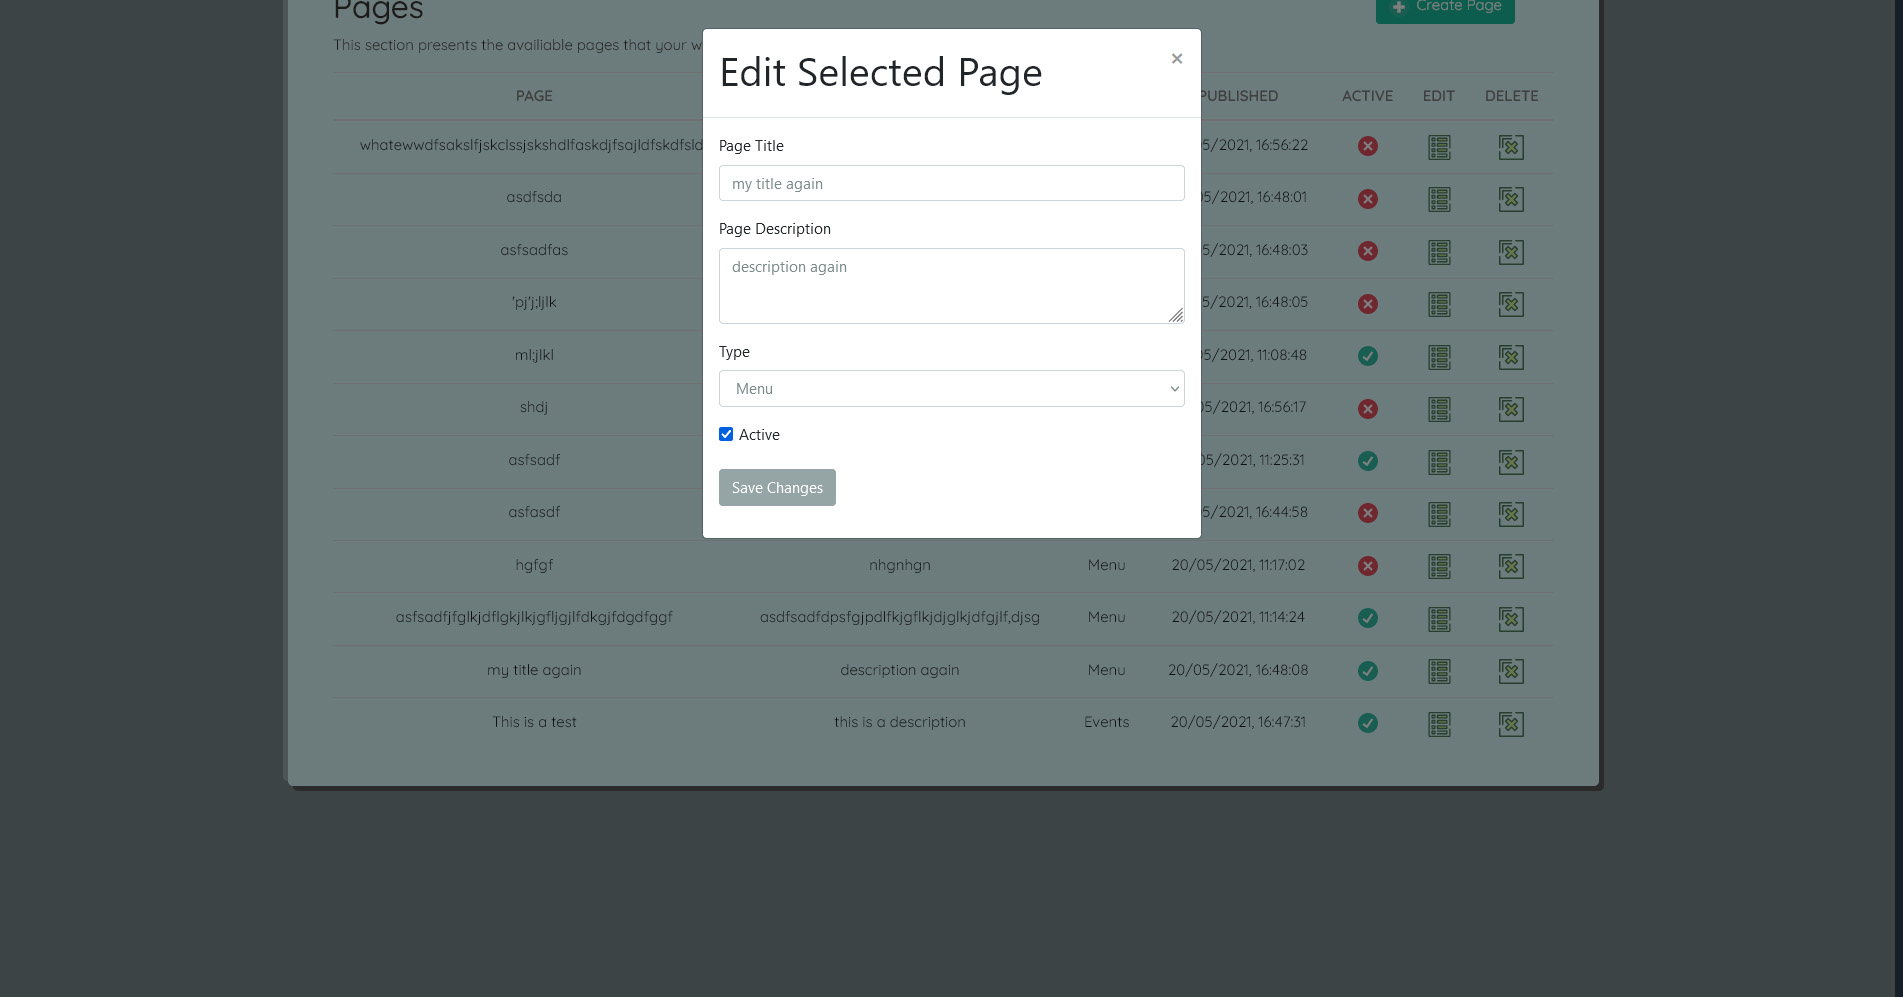 Pages
Create Page
This section presents the availiable pages that your w
Edit Selected Page
×
PAGE
PUBLISHED
ACTIVE
EDIT
DELETE
Page Title
my title again
Page Description
description again
Type
Menu
Active
Save Changes
whatewwdfsakslfjskclssjskshdlfaskdjfsajldfskdfsld
05/2021, 16:56:22
asdfsda
05/2021, 16:48:01
asfsadfas
05/2021, 16:48:03
'pj'j;ljlk
05/2021, 16:48:05
ml;jlkl
05/2021, 11:08:48
shdj
05/2021, 16:56:17
asfsadf
05/2021, 11:25:31
asfasdf
05/2021, 16:44:58
hgfgf nhgnhgn Menu 20/05/2021, 11:17:02
asfsadfjfglkjdflgkjlkjgfljgjlfdkgjfdgdfggf asdfsadfdpsfgjpdlfkjgflkjdjglkjdfgjlf,djsg Menu 20/05/2021, 11:14:24
my title again description again Menu 20/05/2021, 16:48:08
This is a test this is a description Events 20/05/2021, 16:47:31